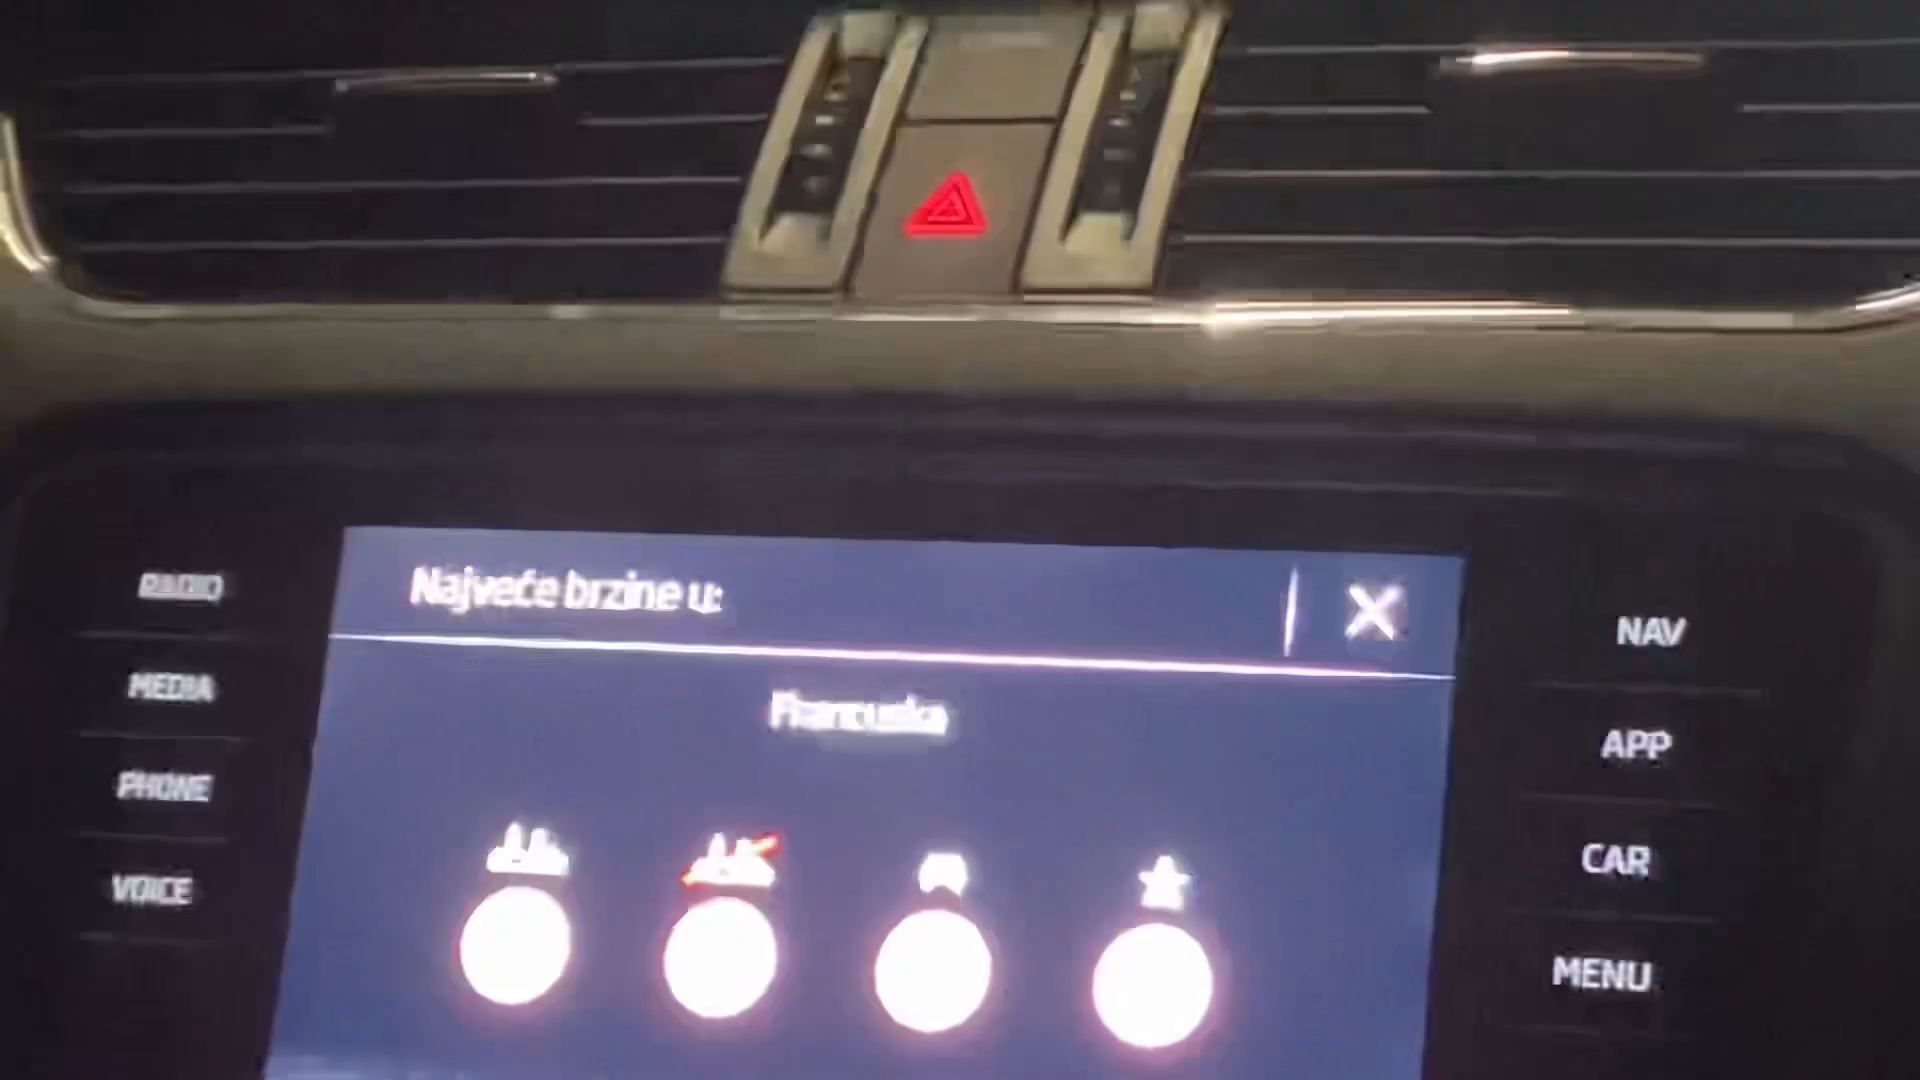 Najveće brzine u:
Francuska
RADIO
MEDIA
PHONE
VOICE
NAV
APP
CAR
MENU